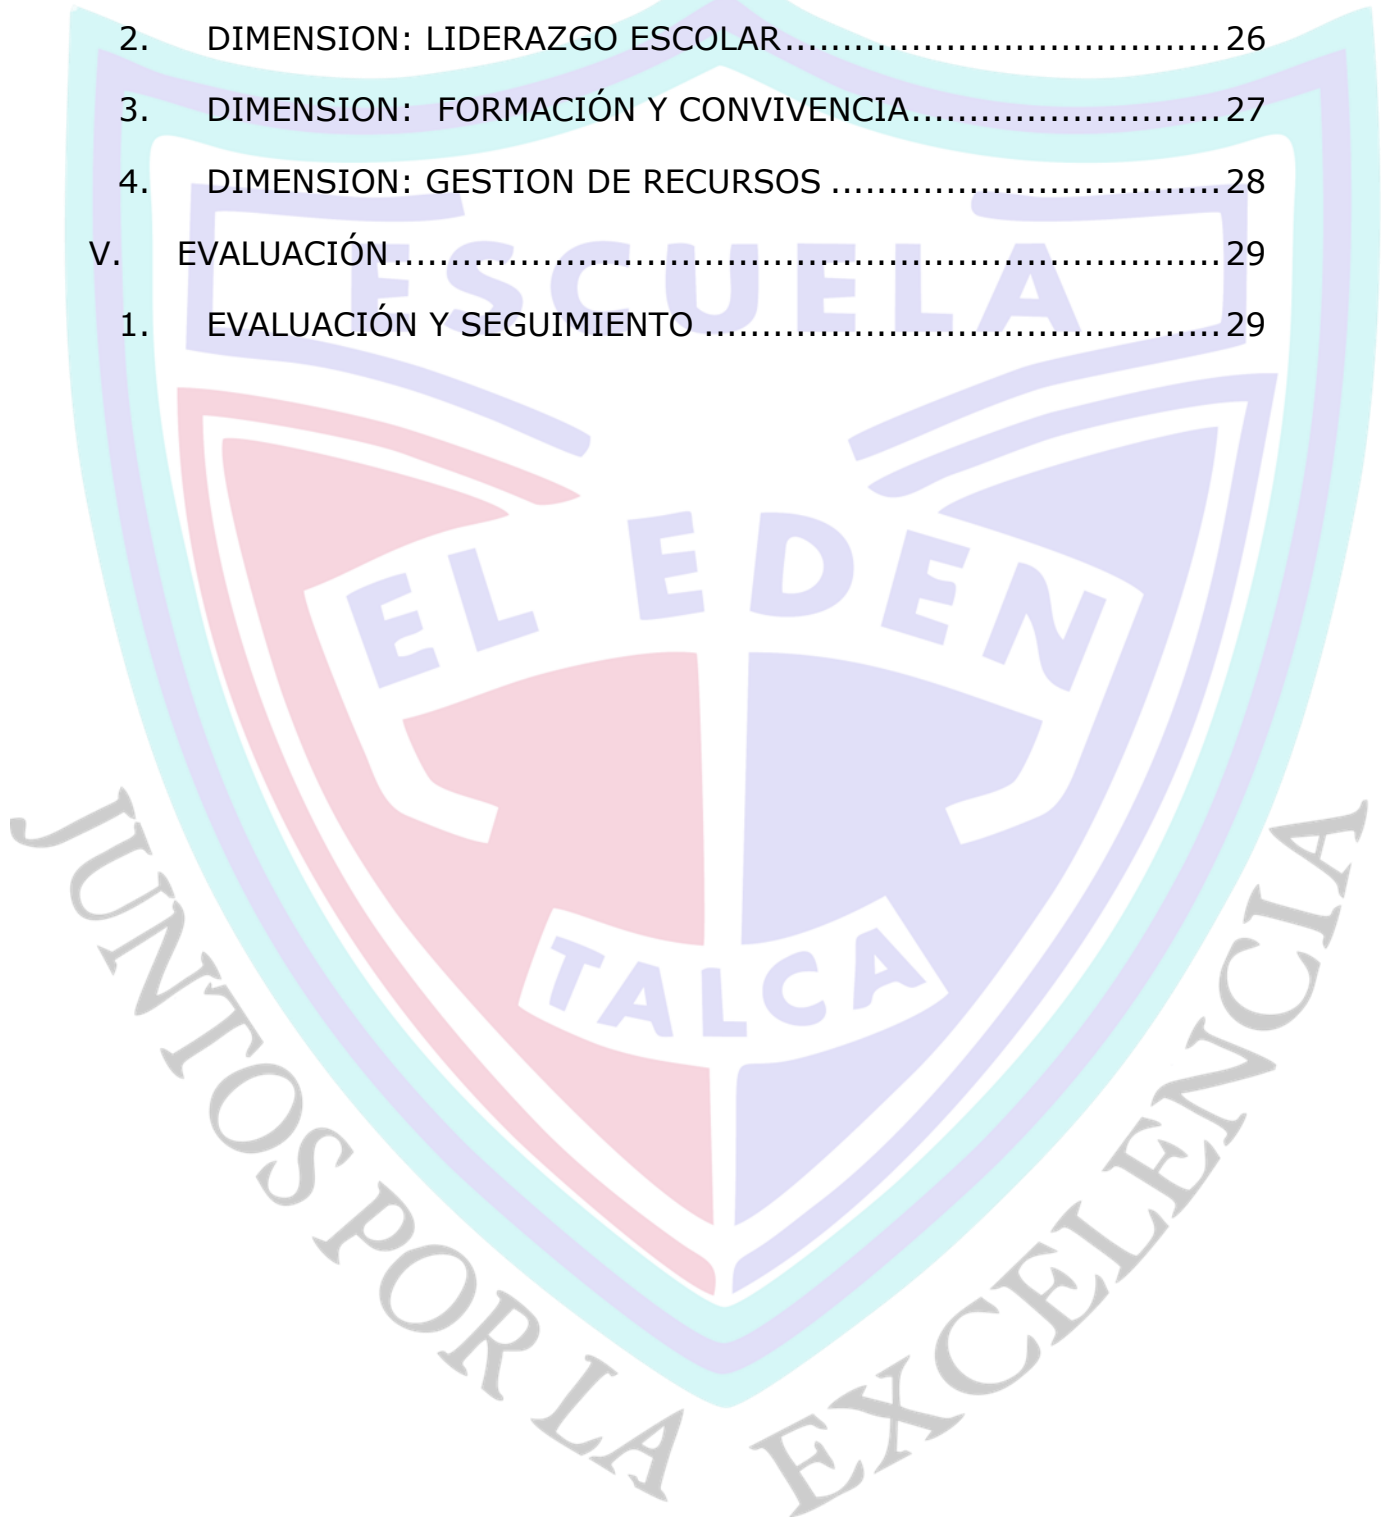 2. DIMENSION: LIDERAZGO ESCOLAR.......................................26
3. DIMENSION: FORMACIÓN Y CONVIVENCIA...........................27
4. DIMENSION: GESTION DE RECURSOS ..................................28
V. EVALUACIÓN.........................................................................29
1. EVALUACIÓN Y SEGUIMIENTO .............................................29
ESCUELA
EL EDEN
TALCA
JUNTOS POR LA EXCELENCIA